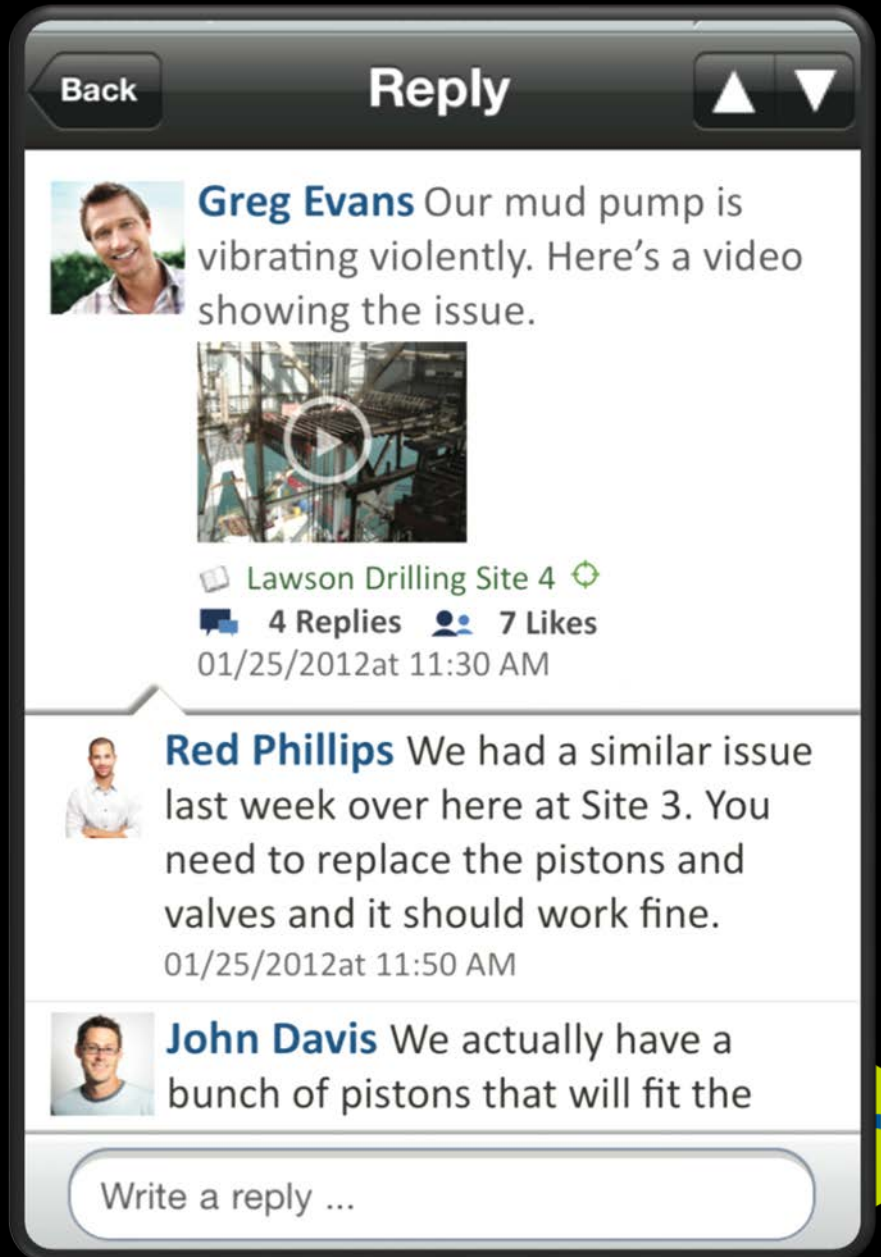 Back
Reply
Greg Evans Our mud pump is
vibrating violently. Here’s a video
showing the issue.
Lawson Drilling Site 4
4 Replies 7 Likes
01/25/2012at 11:30 AM
Red Phillips We had a similar issue
last week over here at Site 3. You
need to replace the pistons and
valves and it should work fine.
01/25/2012at 11:50 AM
John Davis We actually have a
bunch of pistons that will fit the
Write a reply ...